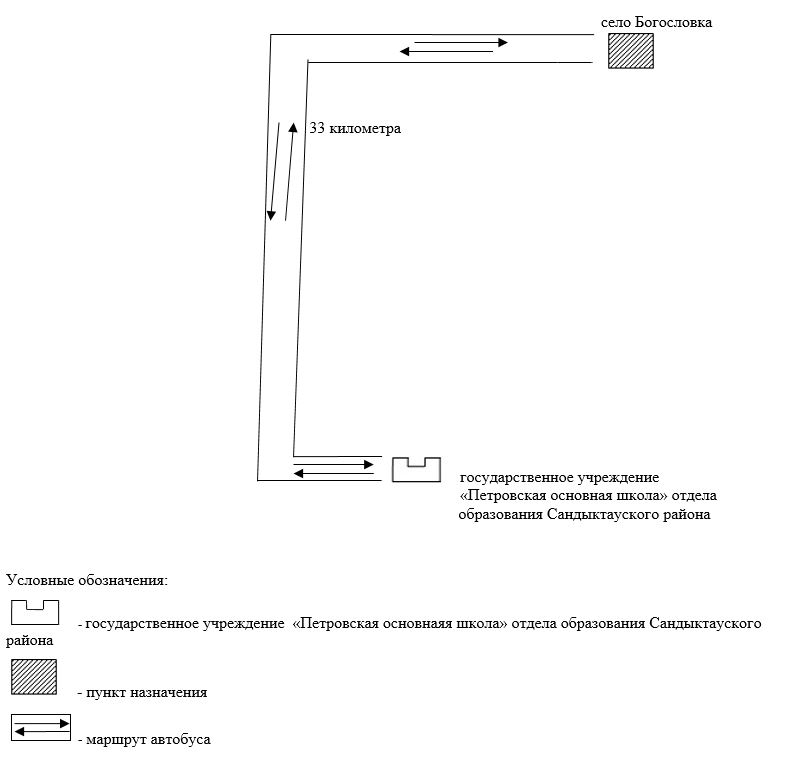 село Богословка
33 километра
государственное учреждение
«Петровская основная школа» отдела
образования Сандыктауского района
Условные обозначения:
- государственное учреждение «Петровская основнаяя школа» отдела образования Сандыктауского
района
- пункт назначения
- маршрут автобуса